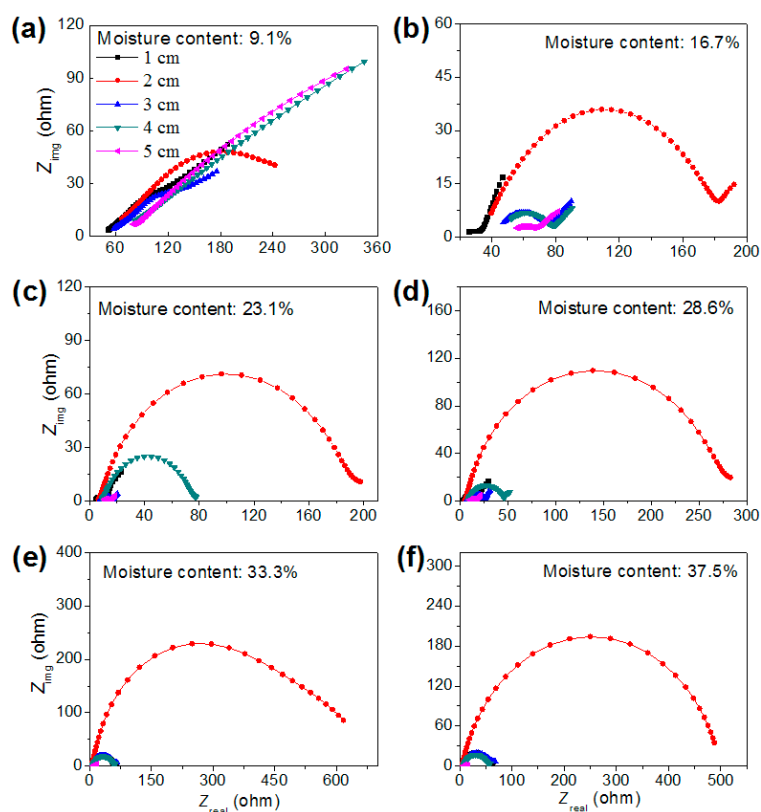 (a)
Moisture content: 9.1%
1 cm
2 cm
3 cm
4 cm
5 cm
Zimg (ohm)
120
90
60
30
0
60 120 180 240 300 360
(b)
Moisture content: 16.7%
60
45
30
15
0
40 80 120 160 200
(c)
Moisture content: 23.1%
Zimg (ohm)
120
90
60
30
0
0 40 80 120 160 200
(d)
Moisture content: 28.6%
160
120
80
40
0
0 50 100 150 200 250 300
(e)
Moisture content: 33.3%
Zimg (ohm)
400
300
200
100
0
0 150 300 450 600
Zreal (ohm)
(f)
Moisture content: 37.5%
300
240
180
120
60
0
0 100 200 300 400 500
Zreal (ohm)